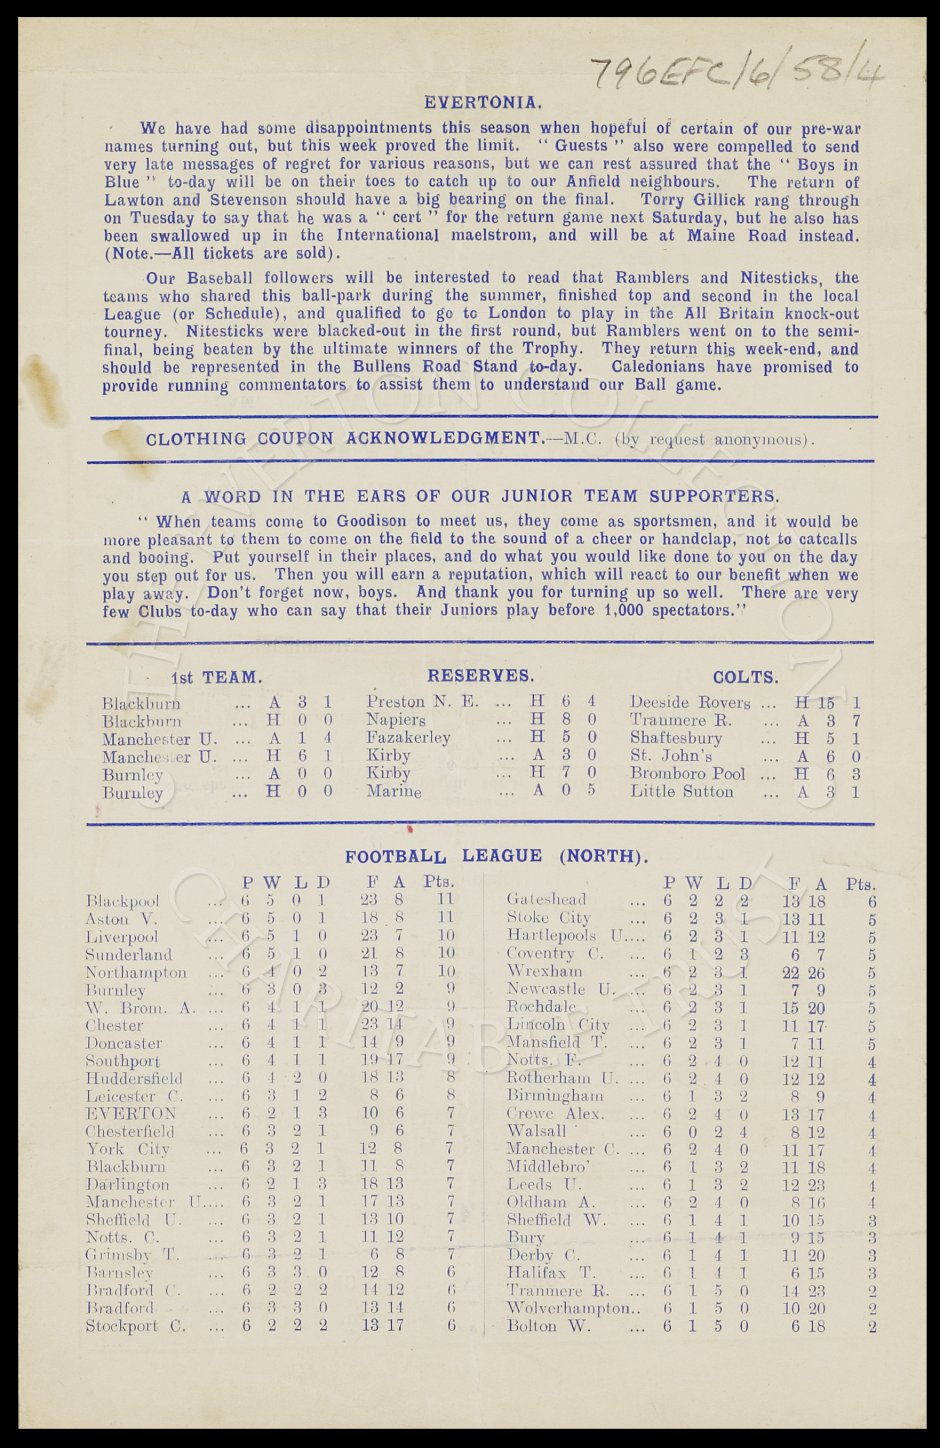 796EFC/6/58/4
EVERTONIA.
We have had some disappointments this season when hopeful of certain of our pre-war
names turning out, but this week proved the limit. " Guests " also were compelled to send
very late messages of regret for various reasons, but we can rest assured that the " Boys in
Blue " to-day will be on their toes to catch up to our Anfield neighbours. The return of
Lawton and Stevenson should have a big bearing on the final. Torry Gillick rang through
on Tuesday to say that he was a " cert " for the return game next Saturday, but he also has
been swallowed up in the International maelstrom, and will be at Maine Road instead.
(Note.—All tickets are sold).
Our Baseball followers will be interested to read that Ramblers and Nitesticks, the
teams who shared this ball-park during the summer, finished top and second in the local
League (or Schedule), and qualified to go to London to play in the All Britain knock-out
tourney. Nitesticks were blacked-out in the first round, but Ramblers went on to the semi-
final, being beaten by the ultimate winners of the Trophy. They return this week-end, and
should be represented in the Bullens Road Stand to-day. Caledonians have promised to
provide running commentators to assist them to understand our Ball game.
CLOTHING COUPON ACKNOWLEDGMENT.—M.C. (by request anonymous).
A WORD IN THE EARS OF OUR JUNIOR TEAM SUPPORTERS.
" When teams come to Goodison to meet us, they come as sportsmen, and it would be
more pleasant to them to come on the field to the sound of a cheer or handclap, not to catcalls
and booing. Put yourself in their places, and do what you would like done to you on the day
you step out for us. Then you will earn a reputation, which will react to our benefit when we
play away. Don't forget now, boys. And thank you for turning up so well. There are very
few Clubs to-day who can say that their Juniors play before 1,000 spectators."
1st TEAM.
Blackburn ... A 3 1
Blackburn ... H 0 0
Manchester U. ... A 1 4
Manchester U. ... H 6 1
Burnley ... A 0 0
Burnley ... H 0 0
RESERVES.
Preston N. E. ... H 6 4
Napiers ... H 8 0
Fazakerley ... H 5 0
Kirby ... A 3 0
Kirby ... H 7 0
Marine ... A 0 5
COLTS.
Deeside Rovers ... H 15 1
Tranmere R. ... A 3 7
Shaftesbury ... H 5 1
St. John's ... A 6 0
Bromboro Pool ... H 6 3
Little Sutton ... A 3 1
FOOTBALL LEAGUE (NORTH).
P W L D F A Pts.
Blackpool ... 6 5 0 1 23 8 11
Aston V. ... 6 5 0 1 18 8 11
Liverpool ... 6 5 1 0 23 7 10
Sunderland ... 6 5 1 0 21 8 10
Northampton ... 6 4 0 2 13 7 10
Burnley ... 6 3 0 3 12 2 9
W. Brom. A. ... 6 4 1 1 20 12 9
Chester ... 6 4 1 1 23 14 9
Doncaster ... 6 4 1 1 14 9 9
Southport ... 6 4 1 1 19 17 9
Huddersfield ... 6 4 2 0 18 13 8
Leicester C. ... 6 3 1 2 8 6 8
EVERTON ... 6 2 1 3 10 6 7
Chesterfield ... 6 3 2 1 9 6 7
York City ... 6 3 2 1 12 8 7
Blackburn ... 6 3 2 1 11 8 7
Darlington ... 6 2 1 3 18 13 7
Manchester U.... 6 3 2 1 17 13 7
Sheffield U. ... 6 3 2 1 13 10 7
Notts. C. ... 6 3 2 1 11 12 7
Grimsby T. ... 6 3 2 1 6 8 7
Barnsley ... 6 3 3 0 12 8 6
Bradford C. ... 6 2 2 2 14 12 6
Bradford ... 6 3 3 0 13 14 6
Stockport C. ... 6 2 2 2 13 17 6
P W L D F A Pts.
Gateshead ... 6 2 2 2 13 18 6
Stoke City ... 6 2 3 1 13 11 5
Hartlepools U.... 6 2 3 1 11 12 5
Coventry C. ... 6 1 2 3 6 7 5
Wrexham ... 6 2 3 1 22 26 5
Newcastle U. ... 6 2 3 1 7 9 5
Rochdale ... 6 2 3 1 15 20 5
Lincoln City ... 6 2 3 1 11 17 5
Mansfield T. ... 6 2 3 1 7 11 5
Notts. F. ... 6 2 4 0 12 11 4
Rotherham U. ... 6 2 4 0 12 12 4
Birmingham ... 6 1 3 2 8 9 4
Crewe Alex. ... 6 2 4 0 13 17 4
Walsall ... 6 0 2 4 8 12 4
Manchester C. ... 6 2 4 0 11 17 4
Middlebro' ... 6 1 3 2 11 18 4
Leeds U. ... 6 1 3 2 12 23 4
Oldham A. ... 6 2 4 0 8 16 4
Sheffield W. ... 6 1 4 1 10 15 3
Bury ... 6 1 4 1 9 15 3
Derby C. ... 6 1 4 1 11 20 3
Halifax T. ... 6 1 4 1 6 15 3
Tranmere R. ... 6 1 5 0 14 23 2
Wolverhampton.. 6 1 5 0 10 20 2
Bolton W. ... 6 1 5 0 6 18 2
THE EVERTON COLLECTION
CHARITABLE TRUST